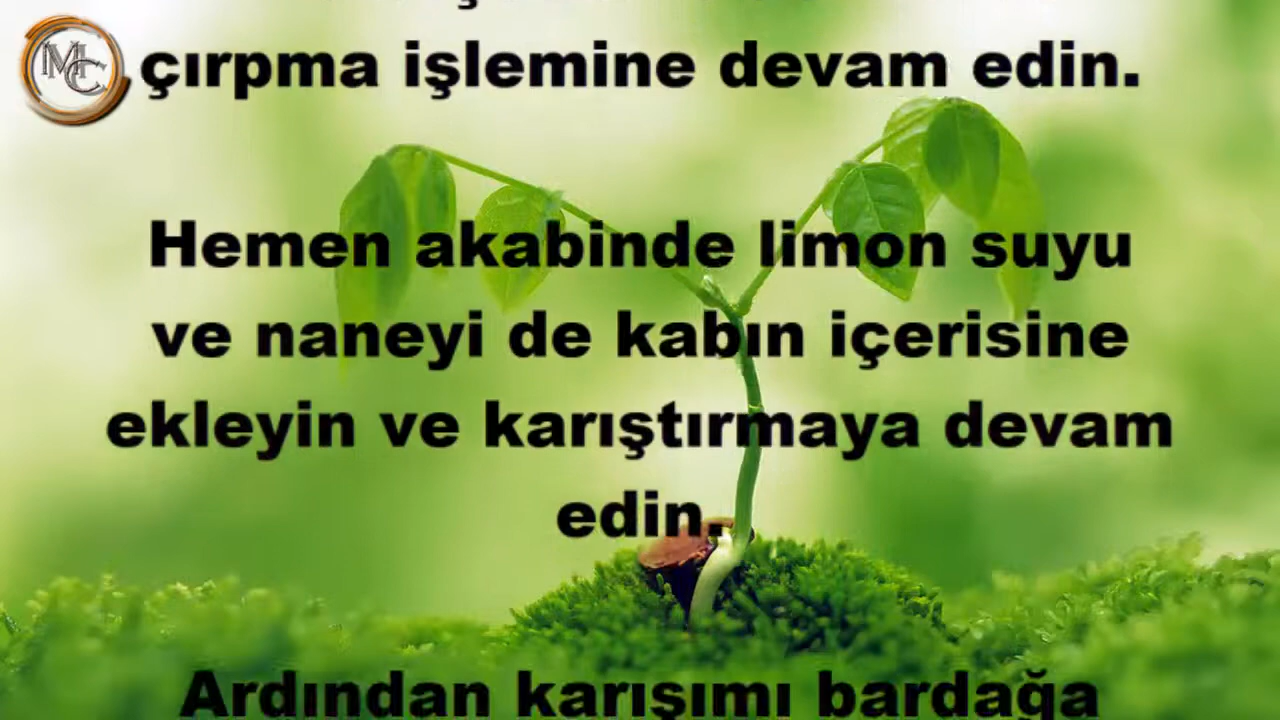 MC
çırpma işlemine devam edin.
Hemen akabinde limon suyu
ve naneyi de kabın içerisine
ekleyin ve karıştırmaya devam
edin.
Ardından karışımı bardağa